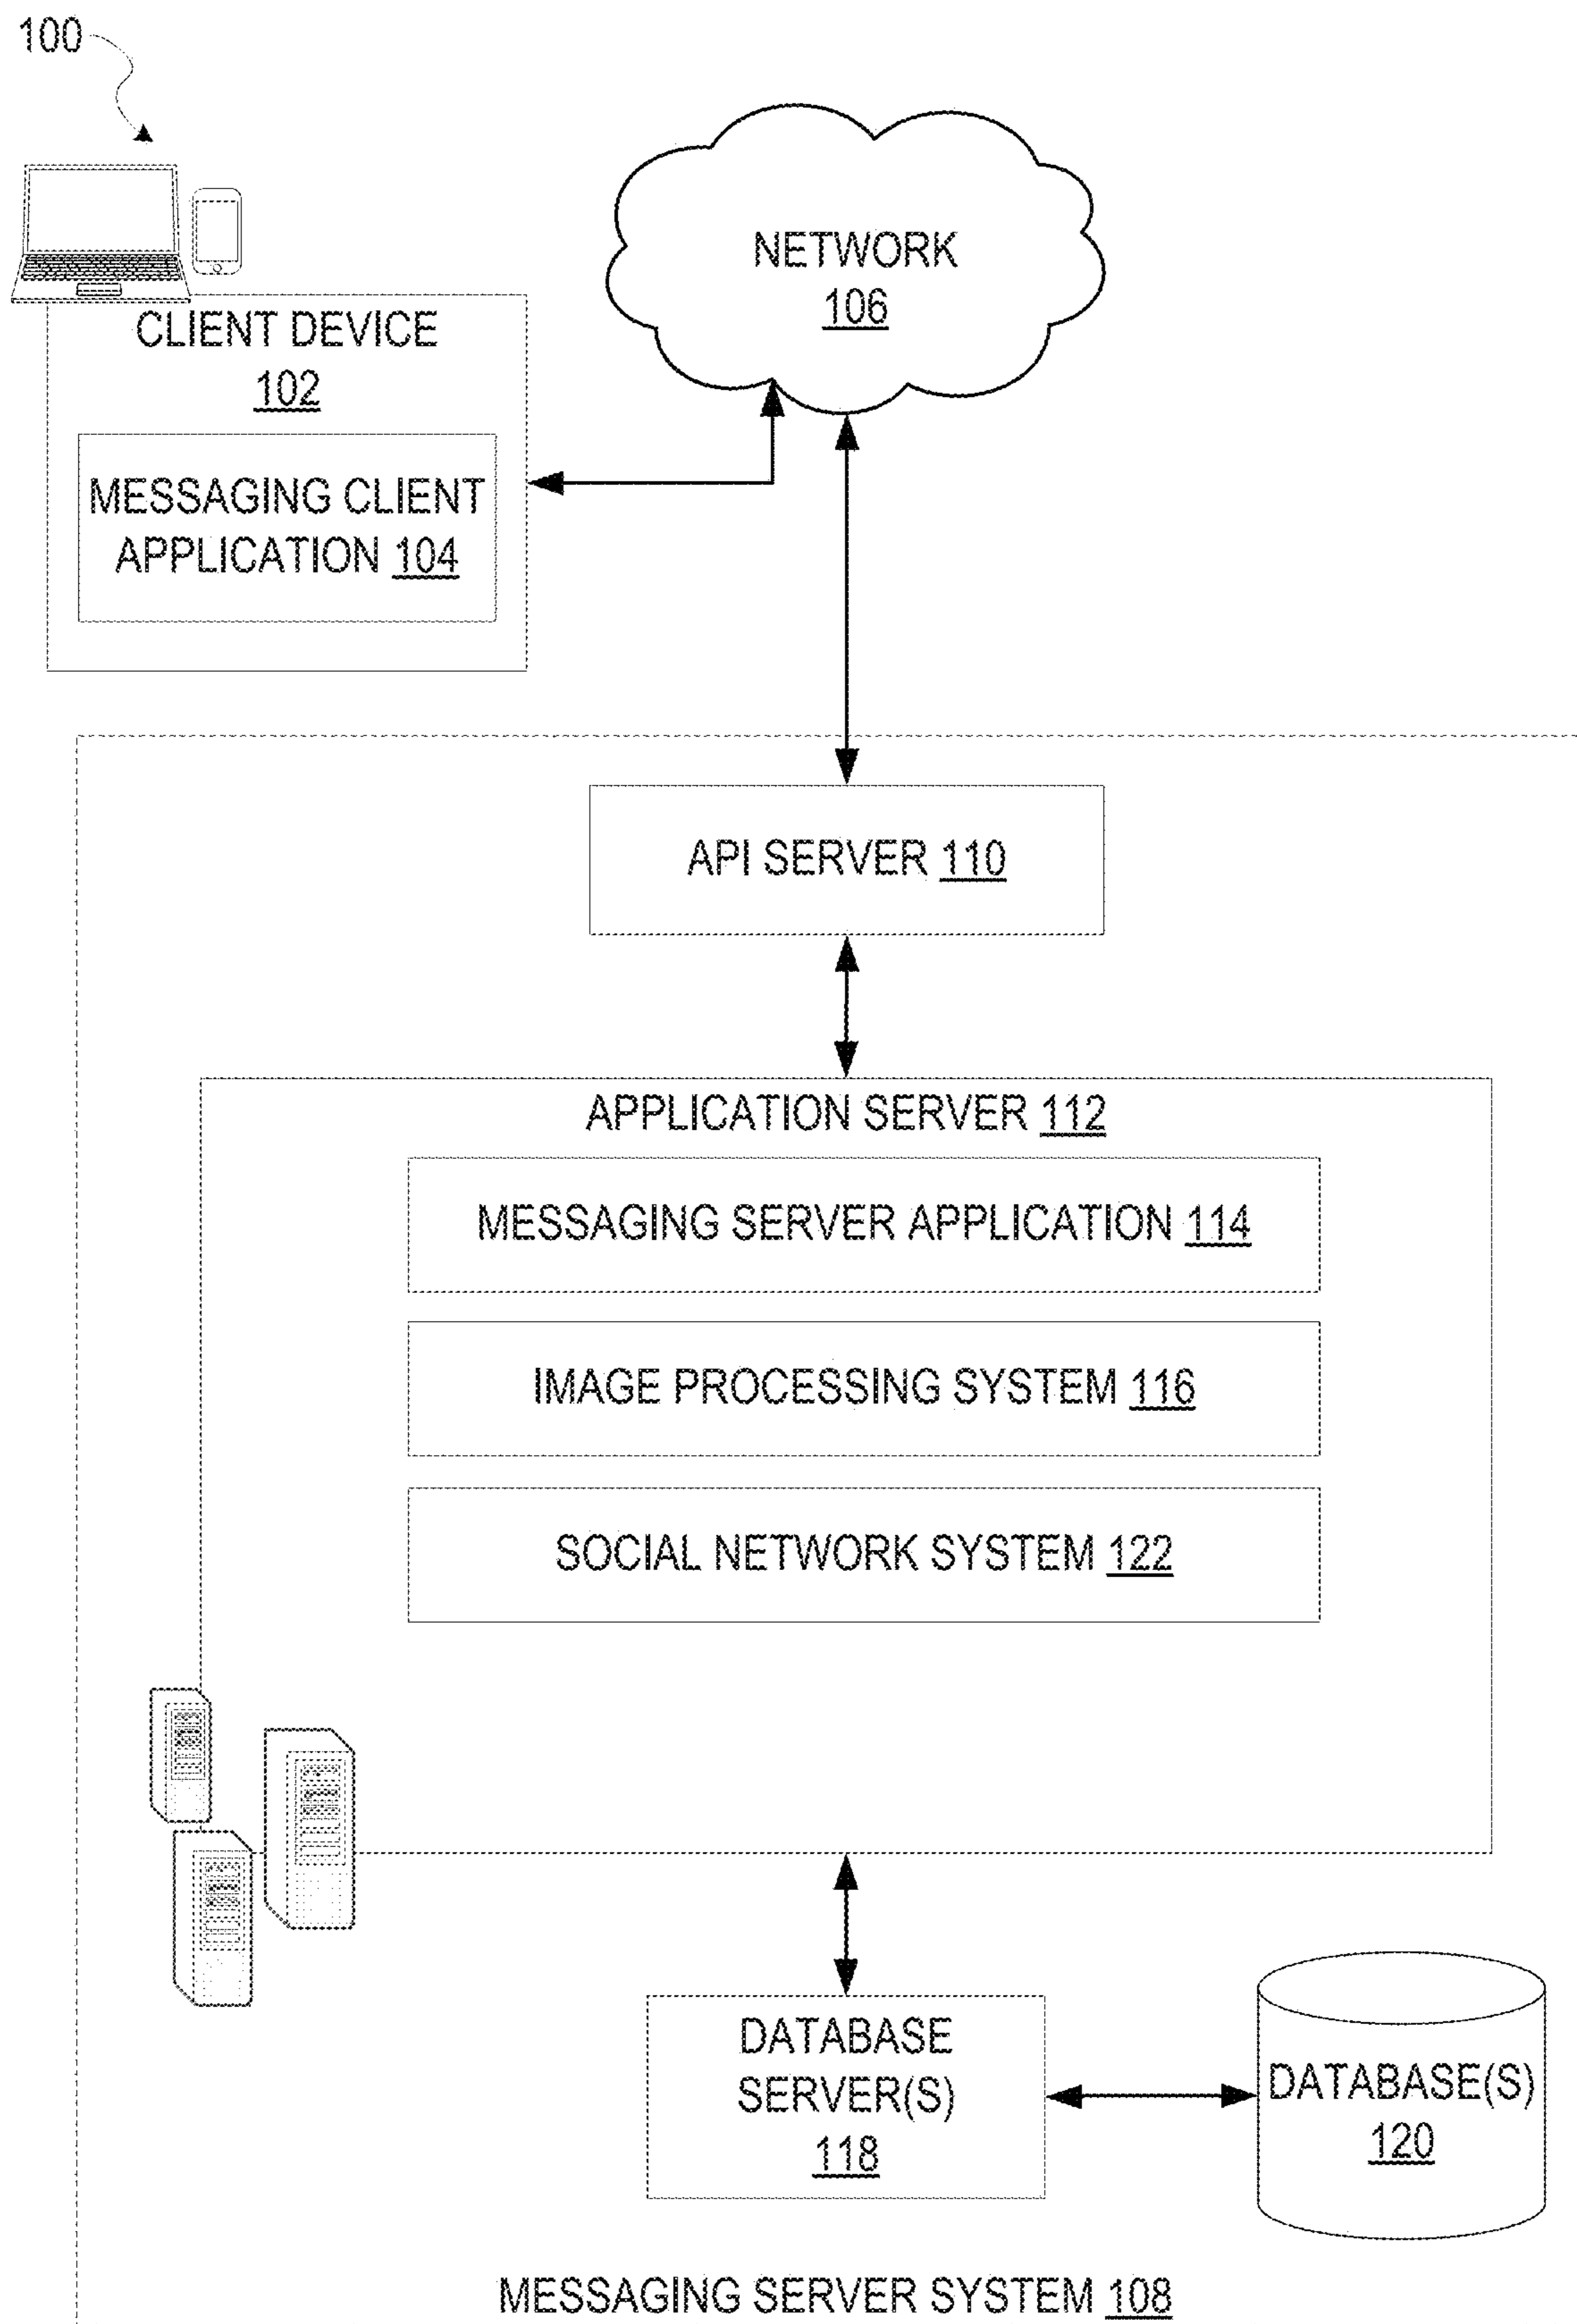 100
NETWORK
106
CLIENT DEVICE
102
MESSAGING CLIENT
APPLICATION 104
API SERVER 110
APPLICATION SERVER 112
MESSAGING SERVER APPLICATION 114
IMAGE PROCESSING SYSTEM 116
SOCIAL NETWORK SYSTEM 122
DATABASE
SERVER(S)
118
DATABASE(S)
120
MESSAGING SERVER SYSTEM 108